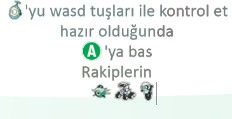 'yu wasd tuşları ile kontrol et
hazır olduğunda
A 'ya bas
Rakiplerin